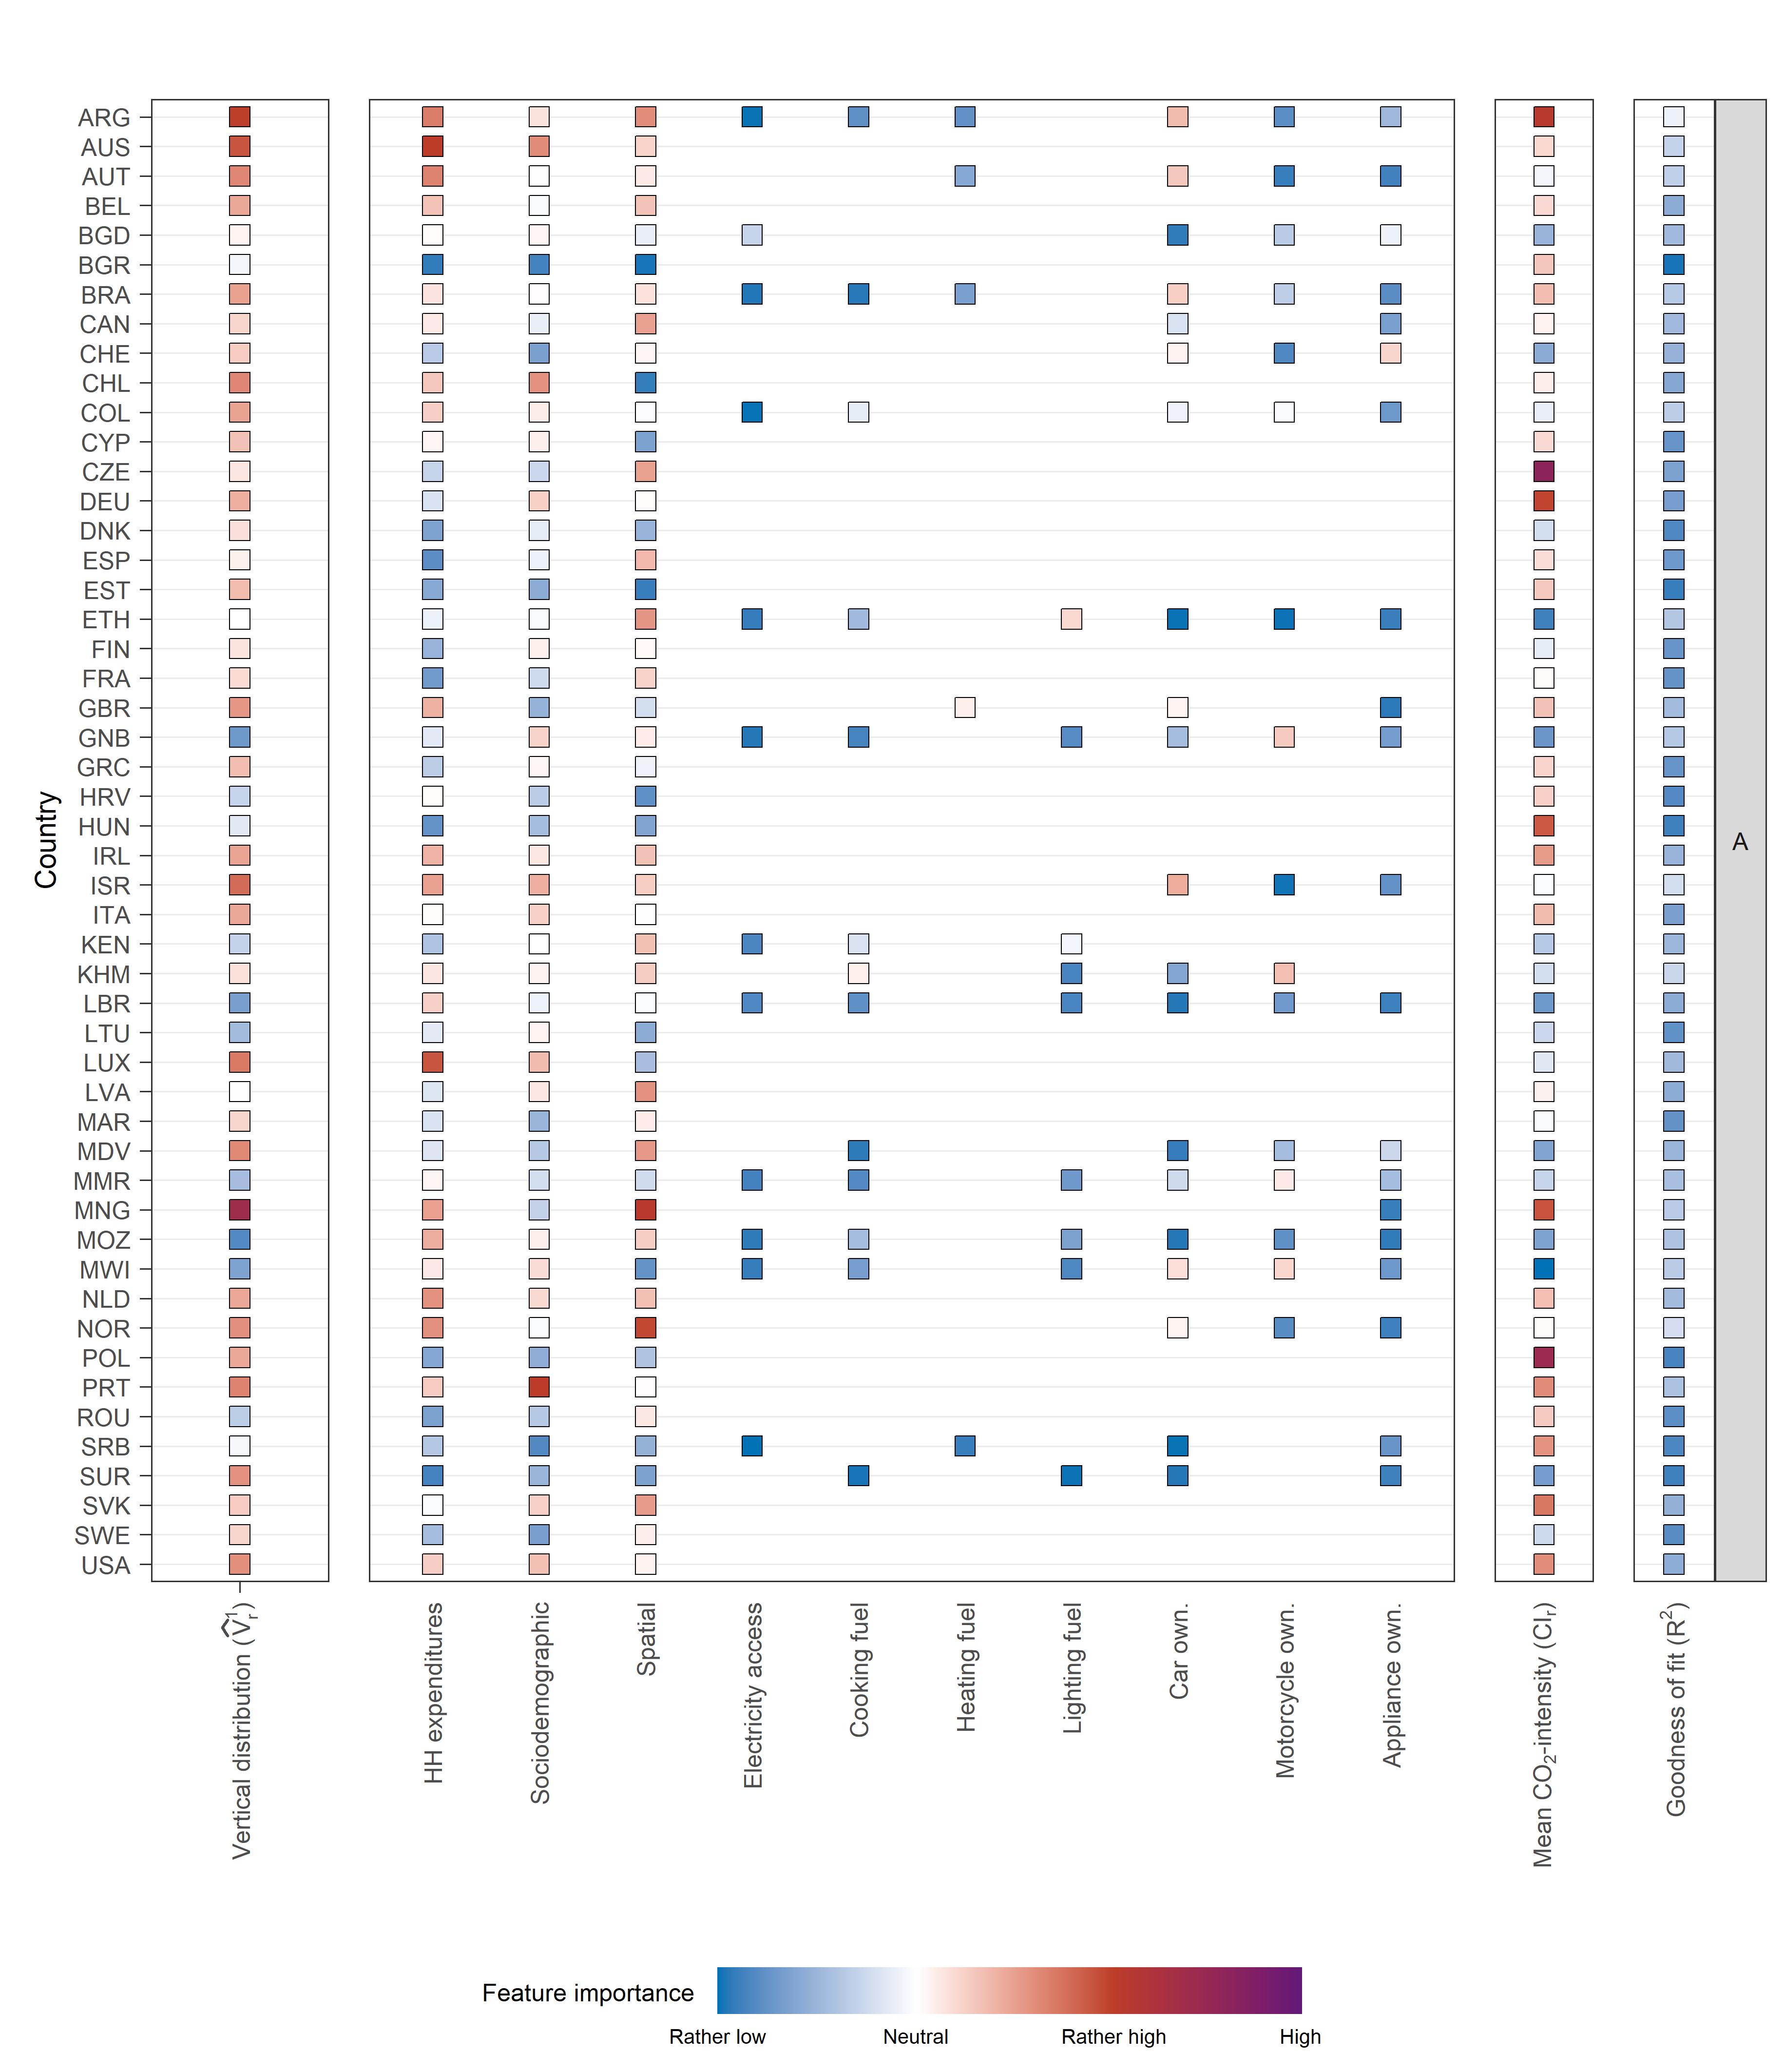 ARG
AUS
AUT
BEL
BGD
BGR
BRA
CAN
CHE
CHL
COL
CYP
CZE
DEU
DNK
ESP
EST
ETH
FIN
FRA
GBR
GNB
GRC
HRV
HUN
IRL
ISR
ITA
KEN
KHM
LBR
LTU
LUX
LVA
MAR
MDV
MMR
MNG
MOZ
MWI
NLD
NOR
POL
PRT
ROU
SRB
SUR
SVK
SWE
USA
Country
A
Vertical distribution (V̂¹ᵣ)
HH expenditures
Sociodemographic
Spatial
Electricity access
Cooking fuel
Heating fuel
Lighting fuel
Car own.
Motorcycle own.
Appliance own.
Mean CO₂-intensity (CIᵣ)
Goodness of fit (R²)
Feature importance
Rather low
Neutral
Rather high
High